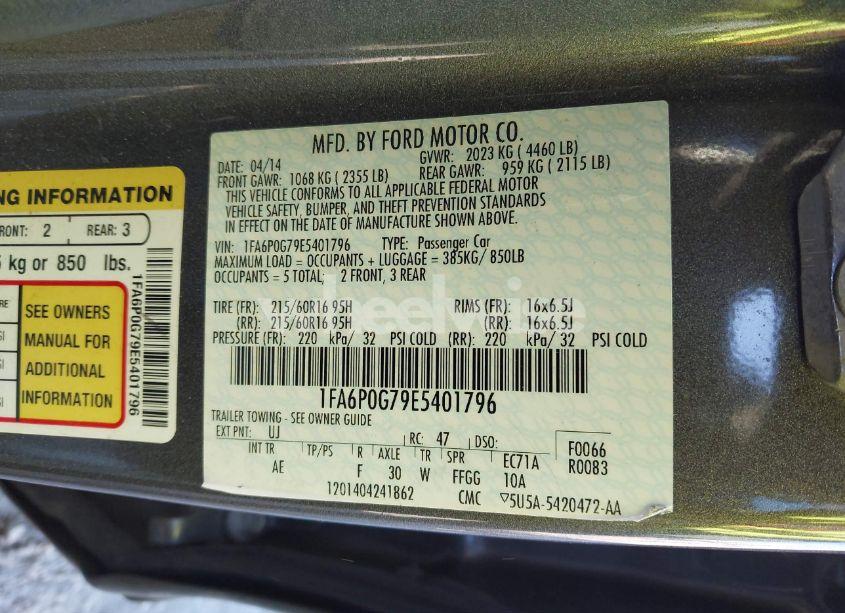 NG INFORMATION
FRONT: 2 REAR: 3
kg or 850 lbs.
SEE OWNERS
MANUAL FOR
ADDITIONAL
INFORMATION
1FA6P0G79E5401796
MFD. BY FORD MOTOR CO.
DATE: 04/14 GVWR: 2023 KG ( 4460 LB)
FRONT GAWR: 1068 KG ( 2355 LB) REAR GAWR: 959 KG ( 2115 LB)
THIS VEHICLE CONFORMS TO ALL APPLICABLE FEDERAL MOTOR
VEHICLE SAFETY, BUMPER, AND THEFT PREVENTION STANDARDS
IN EFFECT ON THE DATE OF MANUFACTURE SHOWN ABOVE.
VIN: 1FA6P0G79E5401796 TYPE: Passenger Car
MAXIMUM LOAD = OCCUPANTS + LUGGAGE = 385KG/ 850LB
OCCUPANTS = 5 TOTAL; 2 FRONT, 3 REAR
TIRE (FR): 215/60R16 95H RIMS (FR): 16x6.5J
(RR): 215/60R16 95H (RR): 16x6.5J
PRESSURE (FR): 220 kPa/ 32 PSI COLD (RR): 220 kPa/ 32 PSI COLD
1FA6P0G79E5401796
TRAILER TOWING - SEE OWNER GUIDE
EXT PNT: UJ RC: 47 DSO: F0066
INT TR TP/PS R AXLE TR SPR EC71A R0083
AE F 30 W FFGG 10A
1201404241862 CMC ▽5U5A-5420472-AA
wheelwire